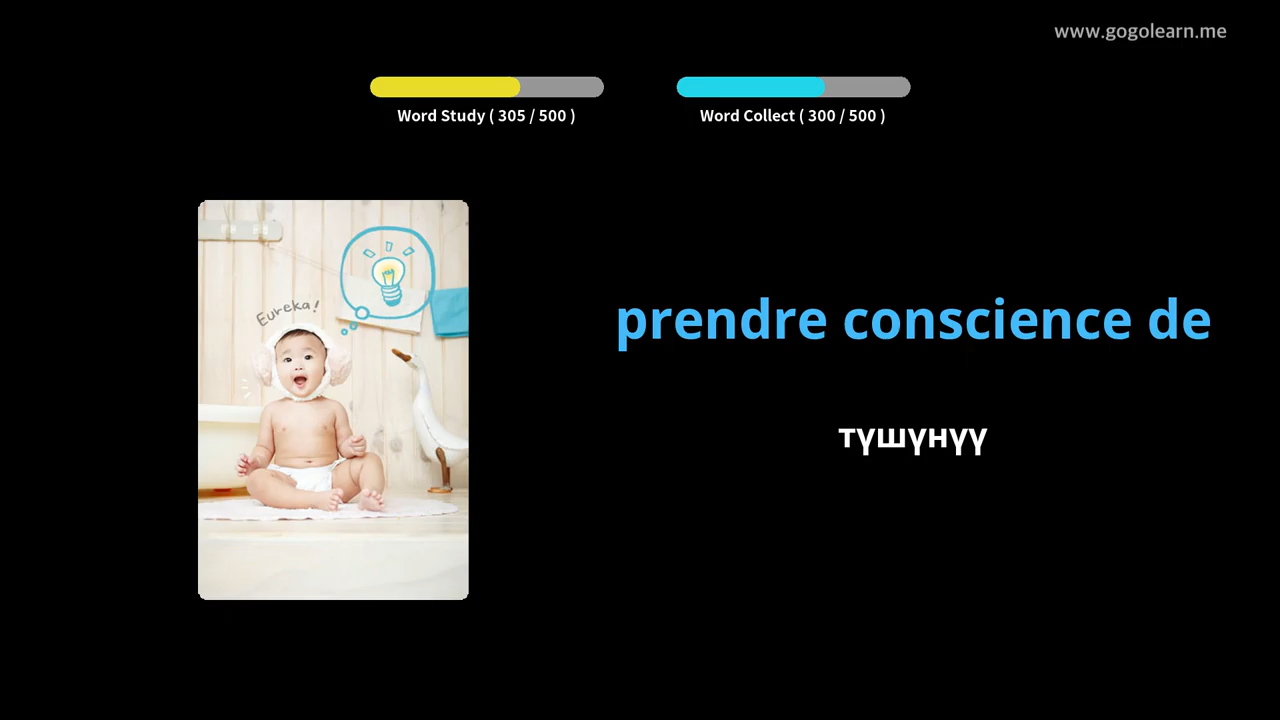 www.gogolearn.me
Word Study ( 305 / 500 )
Word Collect ( 300 / 500 )
Eureka!
prendre conscience de
түшүнүү